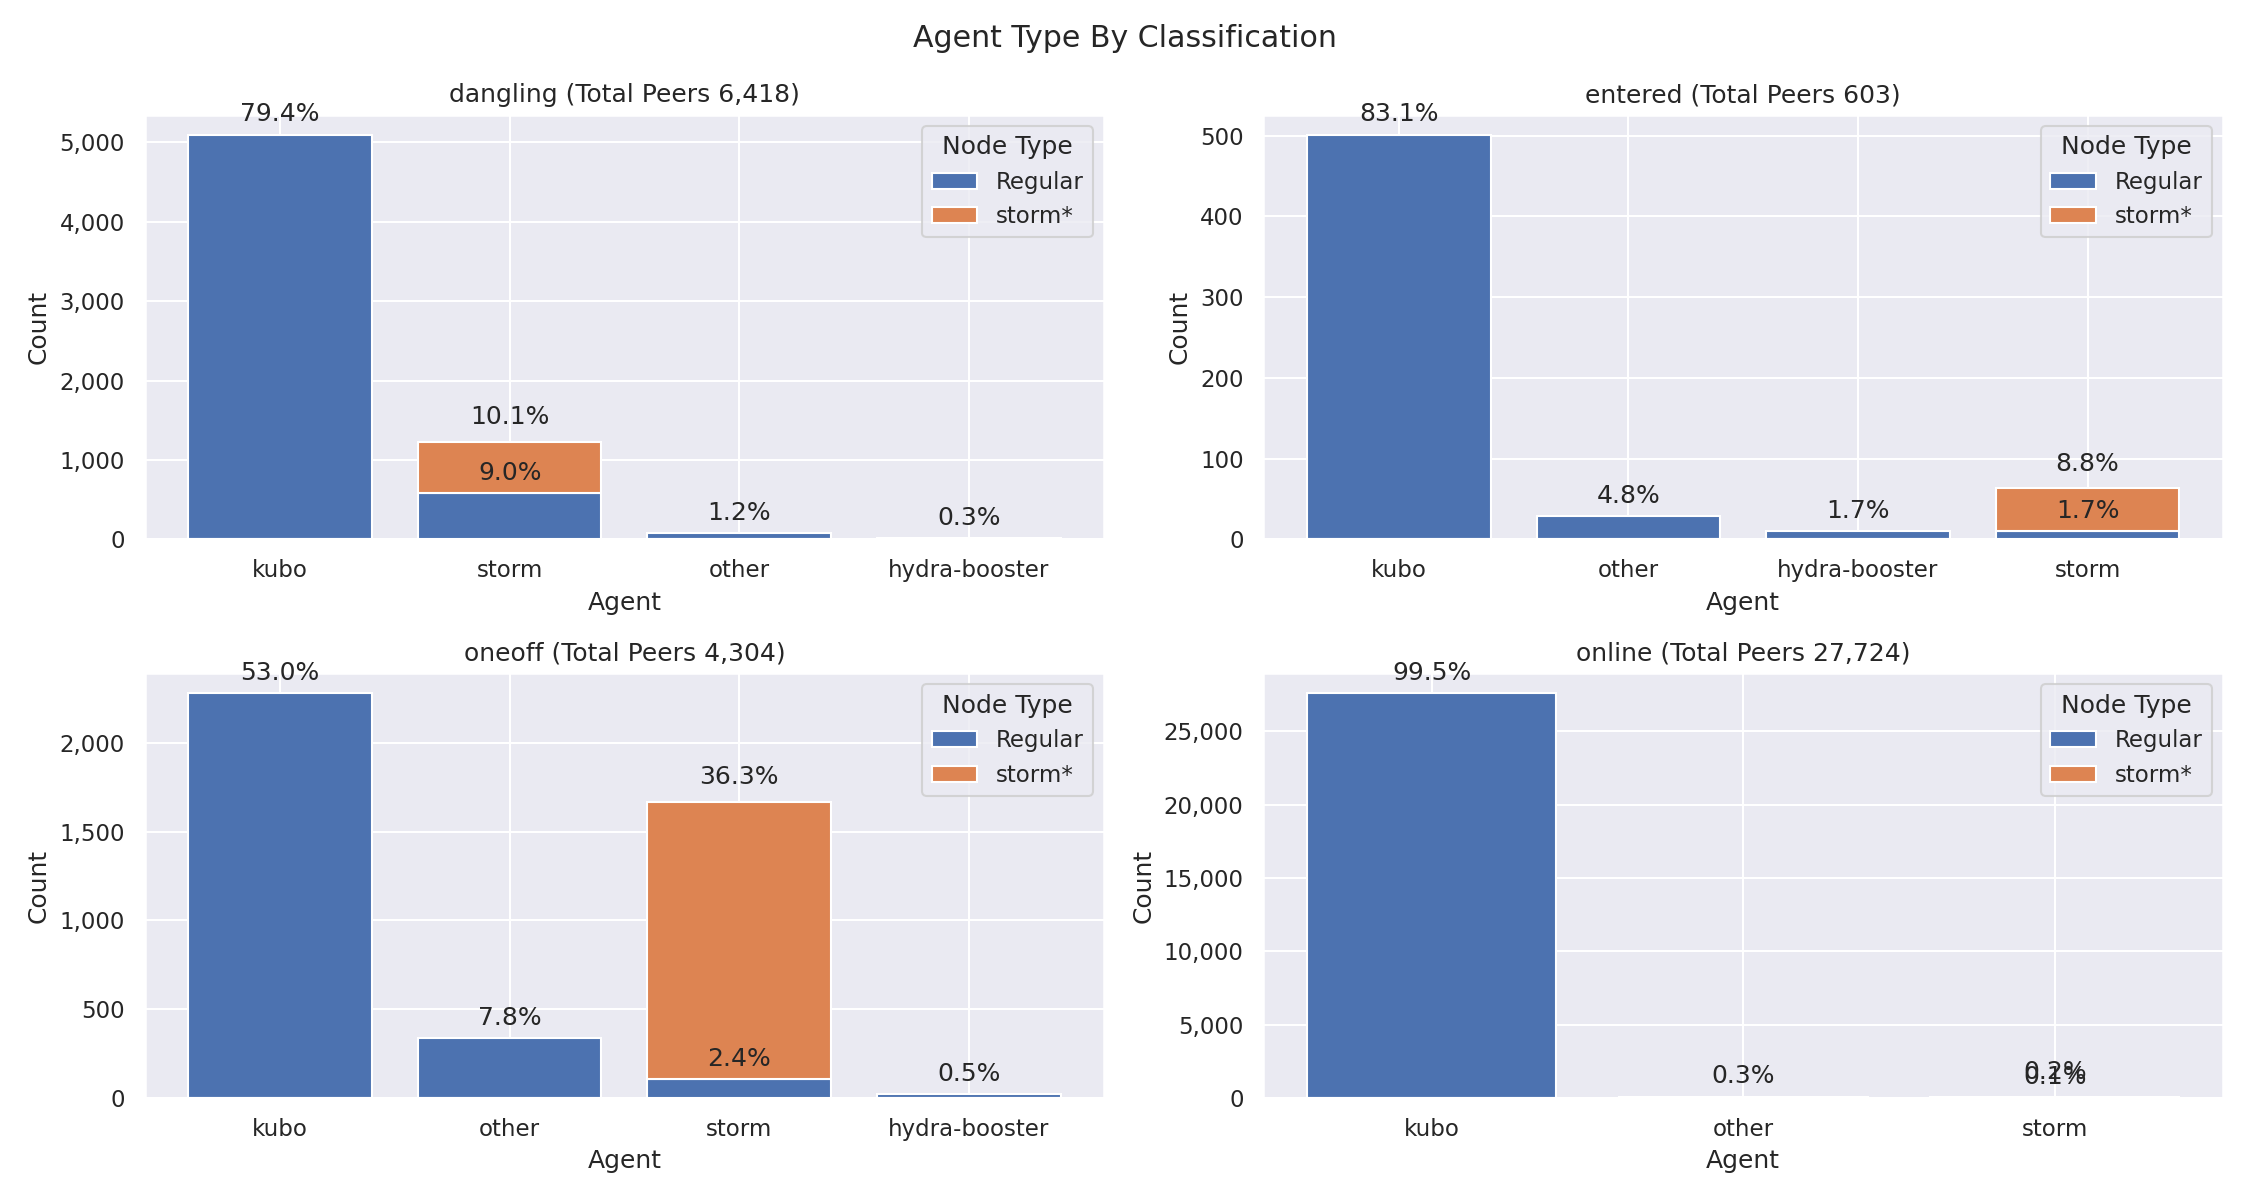 Agent Type By Classification
dangling (Total Peers 6,418)
79.4%
10.1%
9.0%
1.2%
0.3%
Node Type
Regular
storm*
Count
5,000
4,000
3,000
2,000
1,000
0
kubo
storm
other
hydra-booster
Agent
entered (Total Peers 603)
83.1%
4.8%
1.7%
8.8%
1.7%
Node Type
Regular
storm*
Count
500
400
300
200
100
0
kubo
other
hydra-booster
storm
Agent
oneoff (Total Peers 4,304)
53.0%
7.8%
36.3%
2.4%
0.5%
Node Type
Regular
storm*
Count
2,000
1,500
1,000
500
0
kubo
other
storm
hydra-booster
Agent
online (Total Peers 27,724)
99.5%
0.3%
0.2%
0.1%
Node Type
Regular
storm*
Count
25,000
20,000
15,000
10,000
5,000
0
kubo
other
storm
Agent